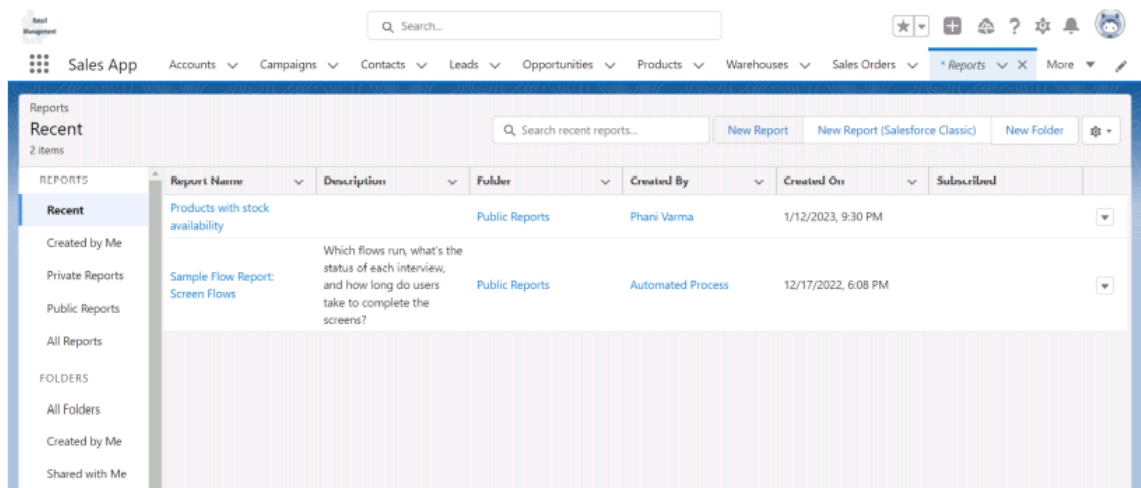 Retail
Management
Search...
Sales App
Accounts
Campaigns
Contacts
Leads
Opportunities
Products
Warehouses
Sales Orders
* Reports
More
Reports
Recent
2 items
Search recent reports...
New Report
New Report (Salesforce Classic)
New Folder
REPORTS
Report Name
Description
Folder
Created By
Created On
Subscribed
Recent
Created by Me
Private Reports
Public Reports
All Reports
FOLDERS
All Folders
Created by Me
Shared with Me
Products with stock
availability
Public Reports
Phani Varma
1/12/2023, 9:30 PM
Sample Flow Report:
Screen Flows
Which flows run, what's the
status of each interview,
and how long do users
take to complete the
screens?
Public Reports
Automated Process
12/17/2022, 6:08 PM